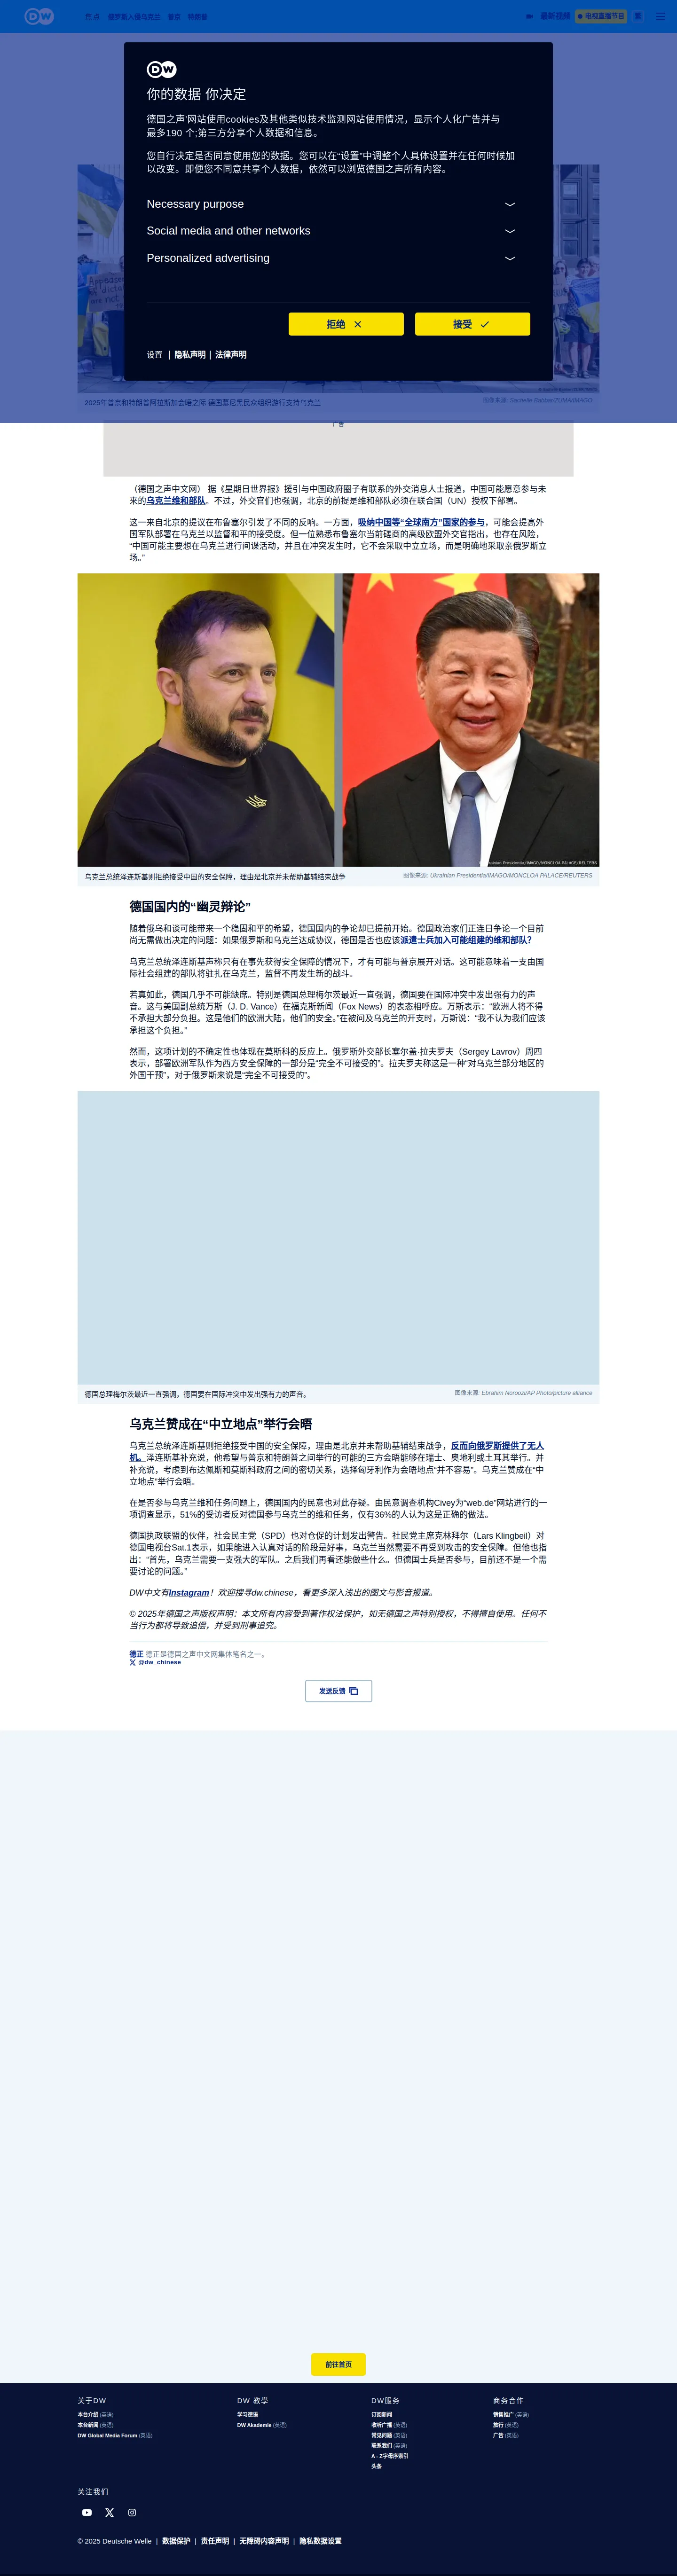 DW
热点 俄罗斯入侵乌克兰 普京 特朗普
最新视频 电视直播节目 繁
DW
你的数据 你决定
德国之声'网站使用cookies及其他类似技术监测网站使用情况，显示个人化广告并与
最多190 个;第三方分享个人数据和信息。
您自行决定是否同意使用您的数据。您可以在“设置”中调整个人具体设置并在任何时候加
以改变。即便您不同意共享个人数据，依然可以浏览德国之声所有内容。
Necessary purpose
Social media and other networks
Personalized advertising
拒绝 接受
设置 | 隐私声明 | 法律声明
2025年普京和特朗普阿拉斯加会晤之际 德国慕尼黑民众组织游行支持乌克兰
图像来源: Sachelle Babbar/ZUMA/IMAGO
广告
（德国之声中文网） 据《星期日世界报》援引与中国政府圈子有联系的外交消息人士报道，中国可能愿意参与未
来的乌克兰维和部队。不过，外交官们也强调，北京的前提是维和部队必须在联合国（UN）授权下部署。
这一来自北京的提议在布鲁塞尔引发了不同的反响。一方面，吸纳中国等“全球南方”国家的参与，可能会提高外
国军队部署在乌克兰以监督和平的接受度。但一位熟悉布鲁塞尔当前磋商的高级欧盟外交官指出，也存在风险，
“中国可能主要想在乌克兰进行间谍活动，并且在冲突发生时，它不会采取中立立场，而是明确地采取亲俄罗斯立
场。”
Ukrainian Presidentia/IMAGO/MONCLOA PALACE/REUTERS
乌克兰总统泽连斯基则拒绝接受中国的安全保障，理由是北京并未帮助基辅结束战争
图像来源: Ukrainian Presidentia/IMAGO/MONCLOA PALACE/REUTERS
德国国内的“幽灵辩论”
随着俄乌和谈可能带来一个稳固和平的希望，德国国内的争论却已提前开始。德国政治家们正连日争论一个目前
尚无需做出决定的问题：如果俄罗斯和乌克兰达成协议，德国是否也应该派遣士兵加入可能组建的维和部队？
乌克兰总统泽连斯基声称只有在事先获得安全保障的情况下，才有可能与普京展开对话。这可能意味着一支由国
际社会组建的部队将驻扎在乌克兰，监督不再发生新的战斗。
若真如此，德国几乎不可能缺席。特别是德国总理梅尔茨最近一直强调，德国要在国际冲突中发出强有力的声
音。这与美国副总统万斯（J. D. Vance）在福克斯新闻（Fox News）的表态相呼应。万斯表示：“欧洲人将不得
不承担大部分负担。这是他们的欧洲大陆，他们的安全。”在被问及乌克兰的开支时，万斯说：“我不认为我们应该
承担这个负担。”
然而，这项计划的不确定性也体现在莫斯科的反应上。俄罗斯外交部长塞尔盖·拉夫罗夫（Sergey Lavrov）周四
表示，部署欧洲军队作为西方安全保障的一部分是“完全不可接受的”。拉夫罗夫称这是一种“对乌克兰部分地区的
外国干预”，对于俄罗斯来说是“完全不可接受的”。
德国总理梅尔茨最近一直强调，德国要在国际冲突中发出强有力的声音。
图像来源: Ebrahim Noroozi/AP Photo/picture alliance
乌克兰赞成在“中立地点”举行会晤
乌克兰总统泽连斯基则拒绝接受中国的安全保障，理由是北京并未帮助基辅结束战争，反而向俄罗斯提供了无人
机。泽连斯基补充说，他希望与普京和特朗普之间举行的可能的三方会晤能够在瑞士、奥地利或土耳其举行。并
补充说，考虑到布达佩斯和莫斯科政府之间的密切关系，选择匈牙利作为会晤地点“并不容易”。乌克兰赞成在“中
立地点”举行会晤。
在是否参与乌克兰维和任务问题上，德国国内的民意也对此存疑。由民意调查机构Civey为“web.de”网站进行的一
项调查显示，51%的受访者反对德国参与乌克兰的维和任务，仅有36%的人认为这是正确的做法。
德国执政联盟的伙伴，社会民主党（SPD）也对仓促的计划发出警告。社民党主席克林拜尔（Lars Klingbeil）对
德国电视台Sat.1表示，如果能进入认真对话的阶段是好事，乌克兰当然需要不再受到攻击的安全保障。但他也指
出：“首先，乌克兰需要一支强大的军队。之后我们再看还能做些什么。但德国士兵是否参与，目前还不是一个需
要讨论的问题。”
DW中文有Instagram！欢迎搜寻dw.chinese，看更多深入浅出的图文与影音报道。
© 2025年德国之声版权声明：本文所有内容受到著作权法保护，如无德国之声特别授权，不得擅自使用。任何不
当行为都将导致追偿，并受到刑事追究。
德正 德正是德国之声中文网集体笔名之一。
@dw_chinese
发送反馈
前往首页
关于DW
本台介绍 (英语)
本台新闻 (英语)
DW Global Media Forum (英语)
DW 教學
学习德语
DW Akademie (英语)
DW服务
订阅新闻
收听广播 (英语)
常见问题 (英语)
联系我们 (英语)
A - Z字母序索引
头条
商务合作
销售推广 (英语)
旅行 (英语)
广告 (英语)
关注我们
© 2025 Deutsche Welle | 数据保护 | 责任声明 | 无障碍内容声明 | 隐私数据设置